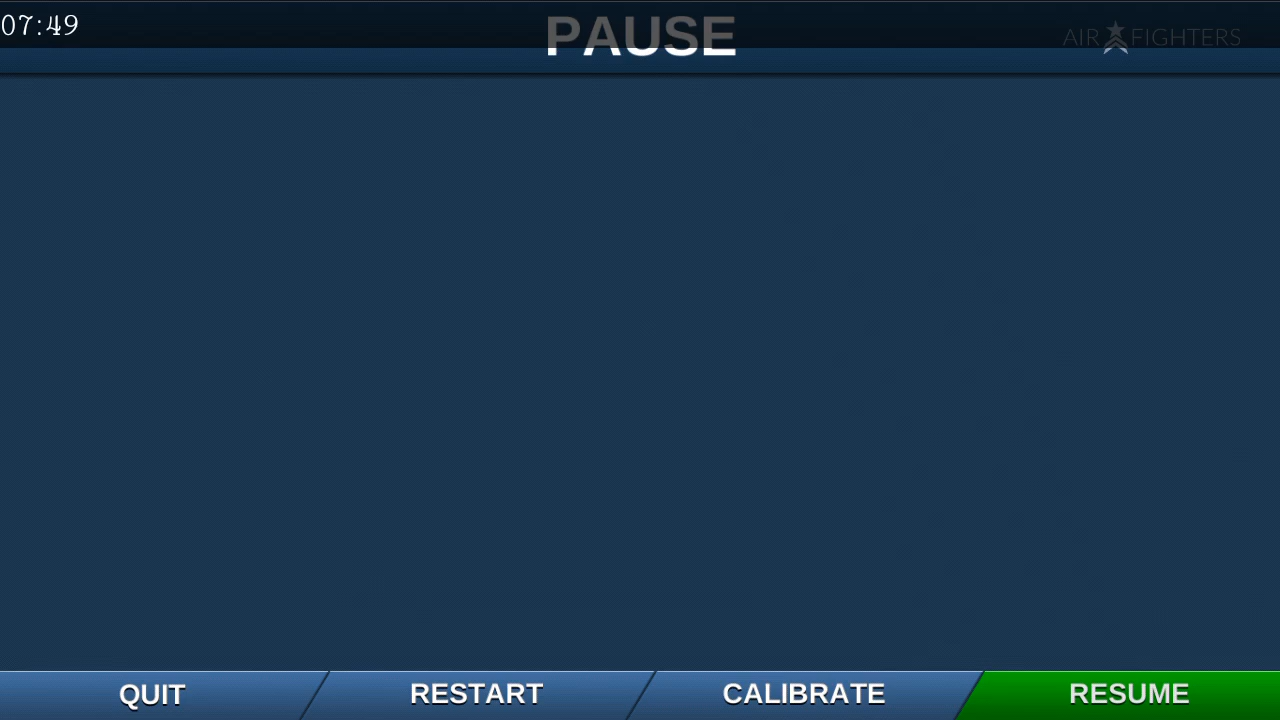 07:49
PAUSE
AIR FIGHTERS
QUIT
RESTART
CALIBRATE
RESUME